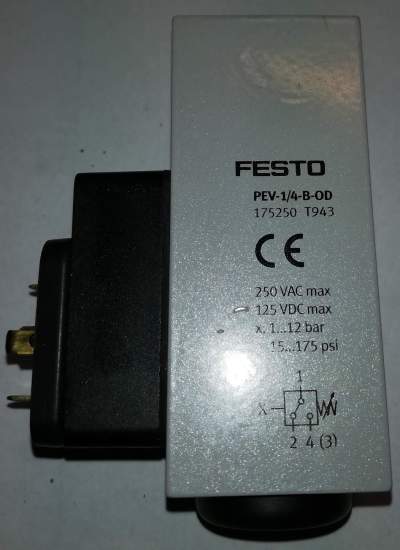 FESTO
PEV-1/4-B-OD
175250 T943
CE
250 VAC max
125 VDC max
x. 1...12 bar
15...175 psi
1
X
2 4 (3)